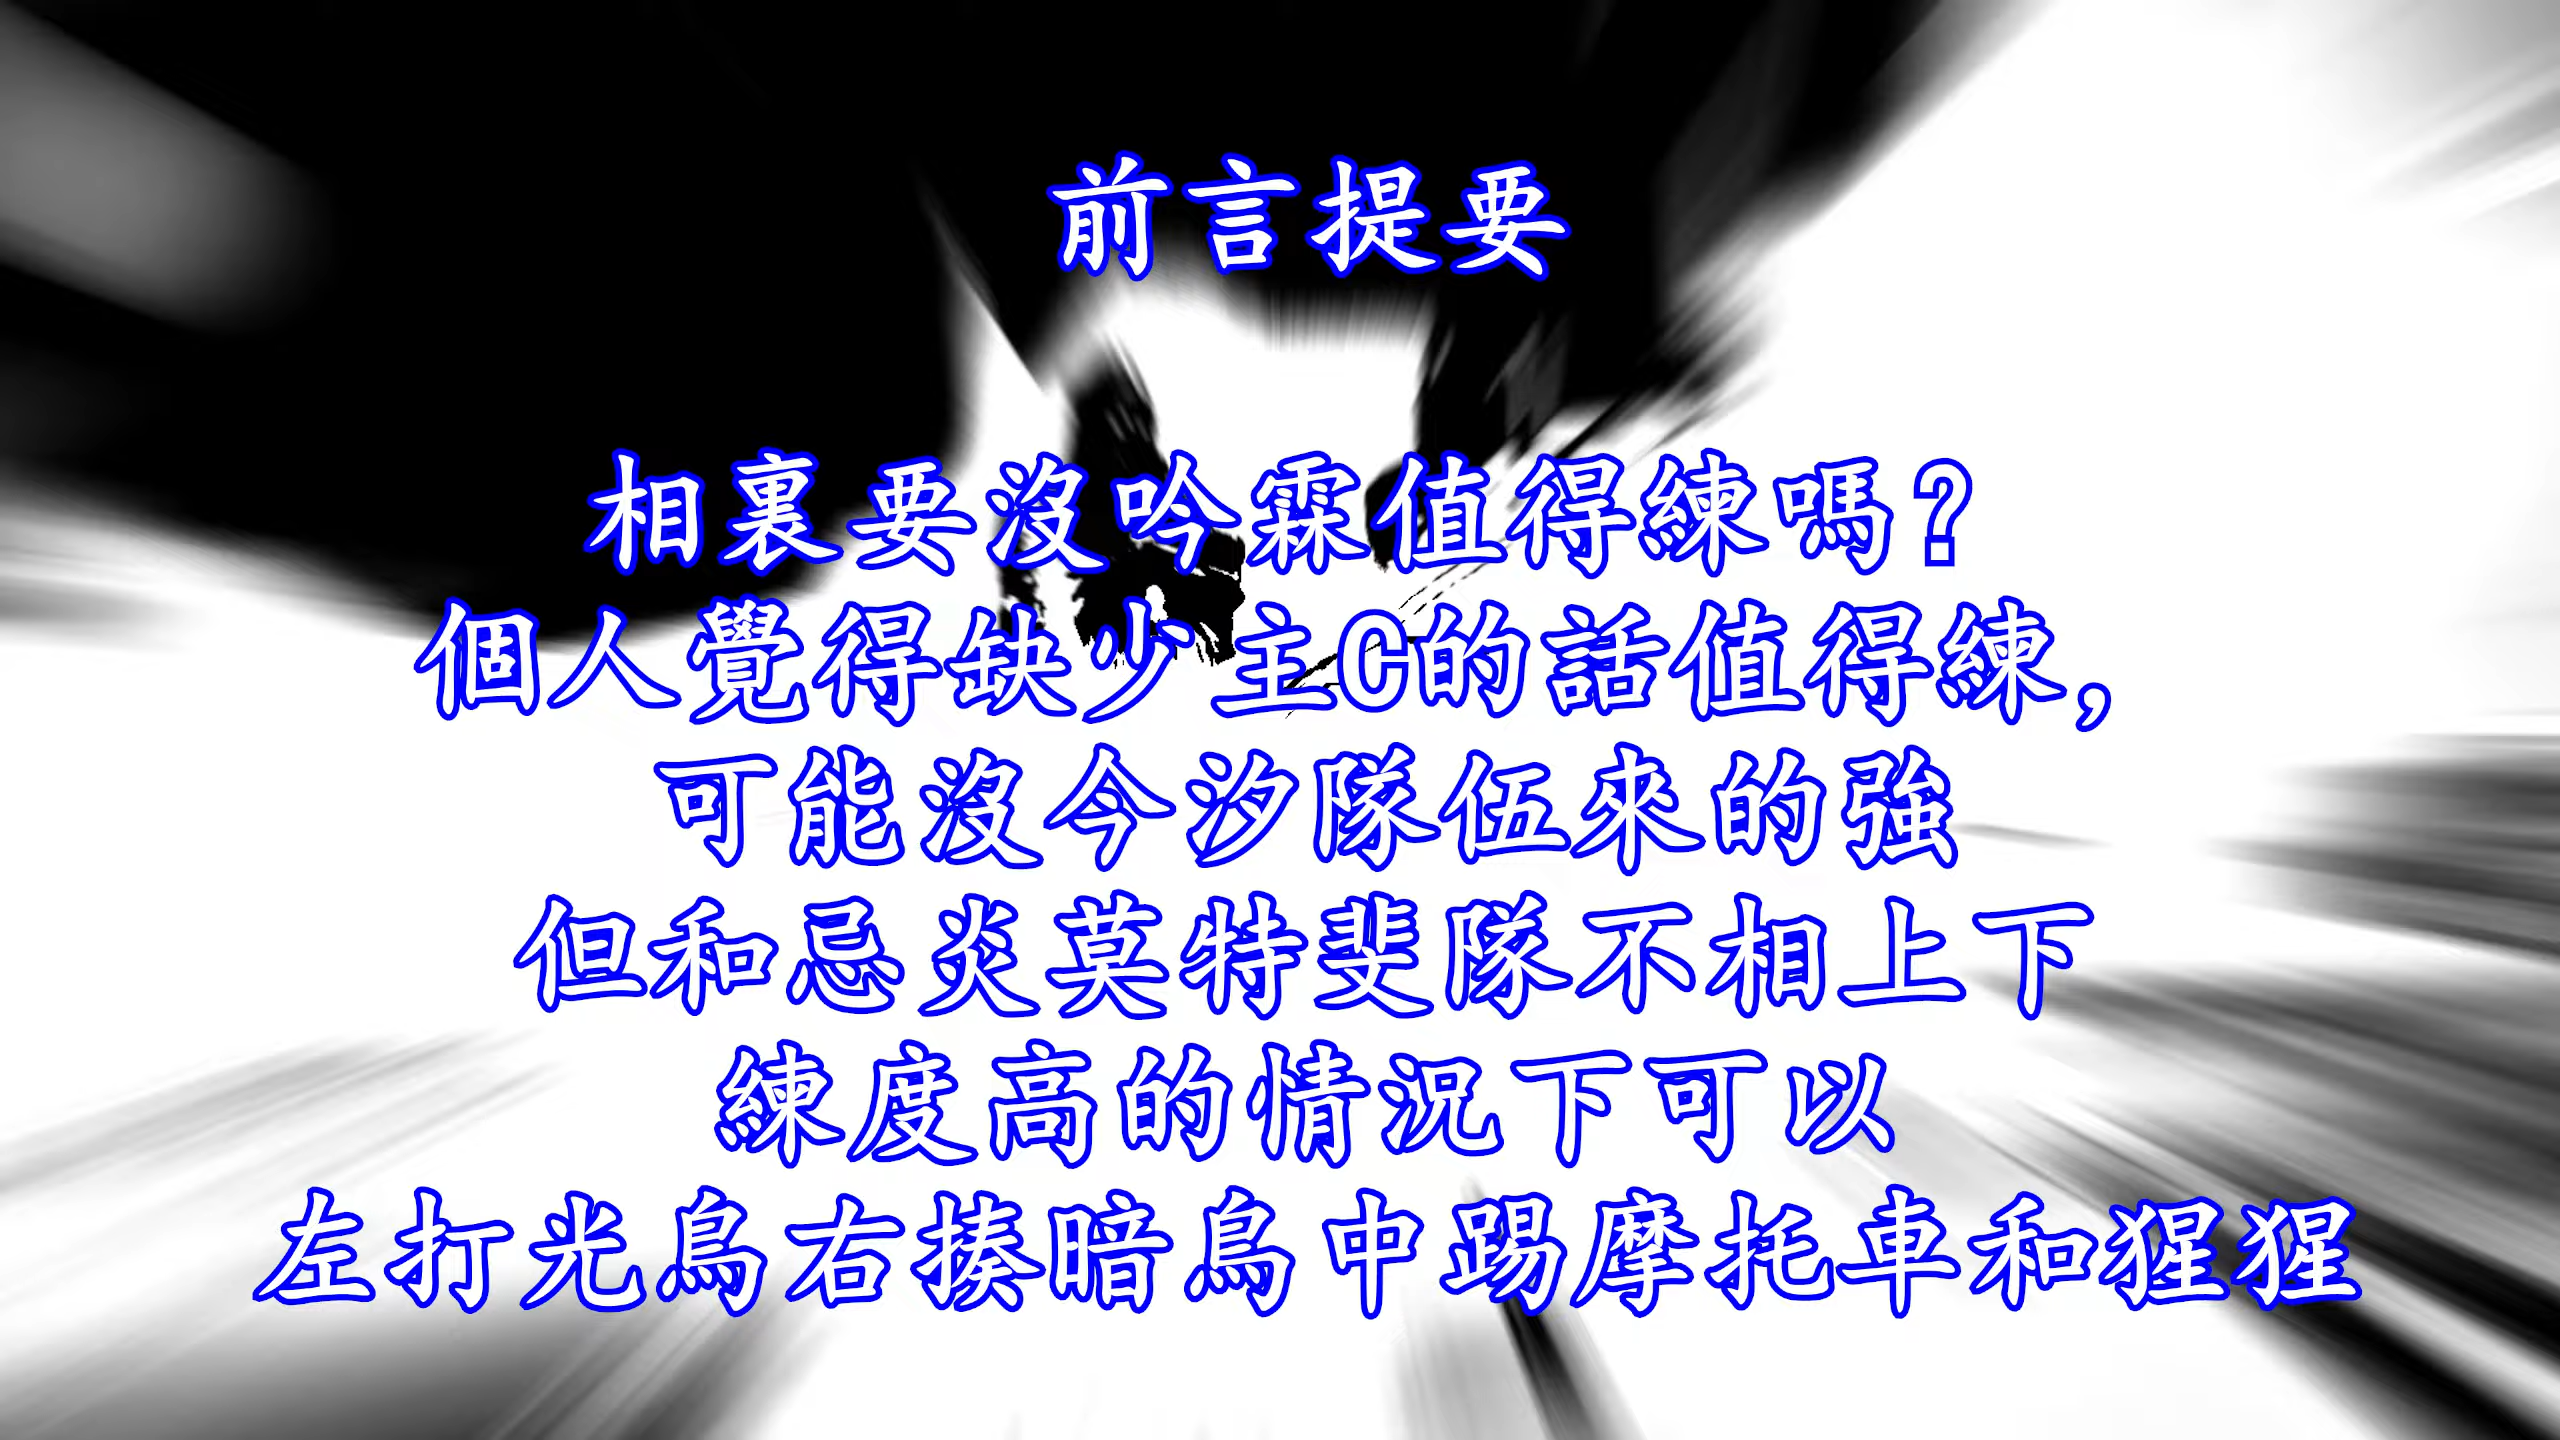 前言提要
相裏要沒吟霖值得練嗎?
個人覺得缺少主C的話值得練,
可能沒今汐隊伍來的強
但和忌炎莫特斐隊不相上下
練度高的情況下可以
左打光鳥右揍暗鳥中踢摩托車和猩猩